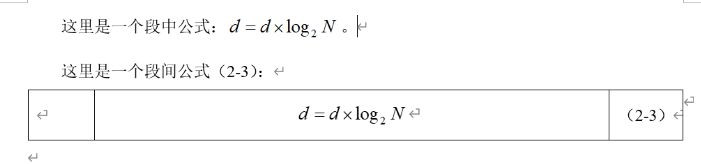 这里是一个段中公式：d = d × log₂ N 。
这里是一个段间公式（2-3）：
d = d × log₂ N （2-3）